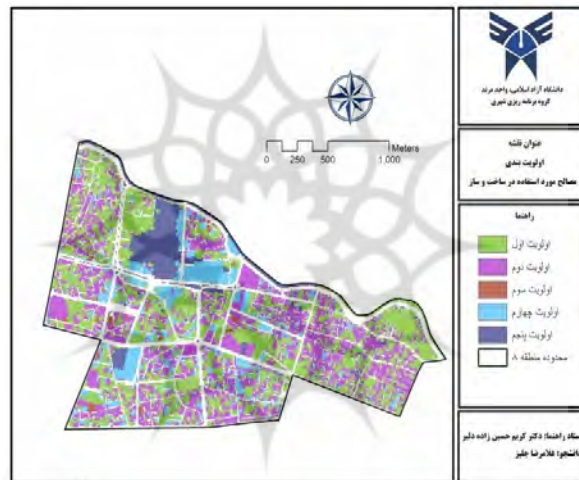 دانشگاه آزاد اسلامی، واحد مرند
گروه برنامه ریزی شهری
عنوان نقشه
اولویت بندی
مصالح مورد استفاده در ساخت و ساز
راهنما
اولویت اول
اولویت دوم
اولویت سوم
اولویت چهارم
اولویت پنجم
محدوده منطقه ۸
ستاد راهنما: دکتر کریم حسین زاده دلیر
دانشجو: غلامرضا جلیز
Meters
0 250 500 1,000